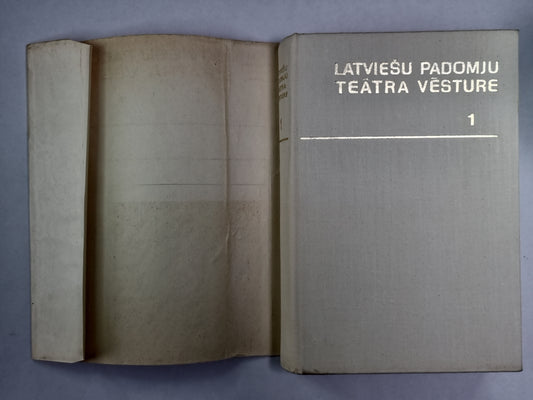 LATVIEŠU PADOMJU
TEĀTRA VĒSTURE
1